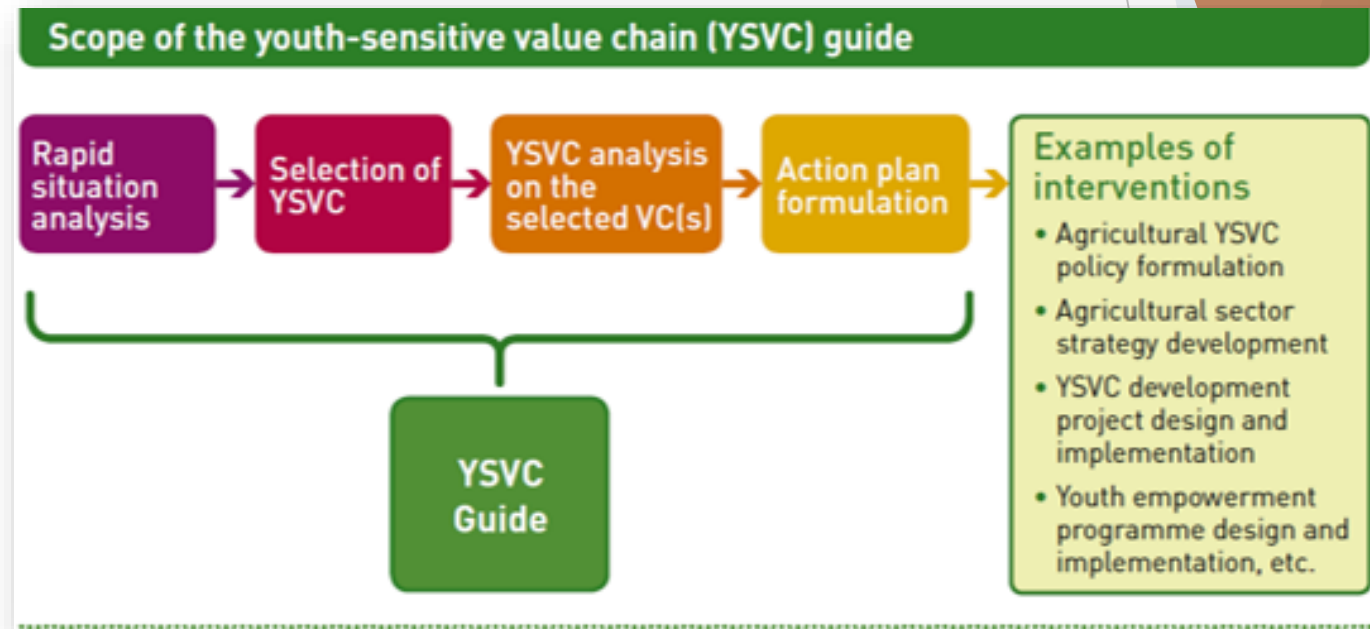 Scope of the youth-sensitive value chain (YSVC) guide
Rapid
situation
analysis
Selection of
YSVC
YSVC analysis
on the
selected VC(s)
Action plan
formulation
Examples of
interventions
• Agricultural YSVC
policy formulation
• Agricultural sector
strategy development
• YSVC development
project design and
implementation
• Youth empowerment
programme design and
implementation, etc.
YSVC
Guide